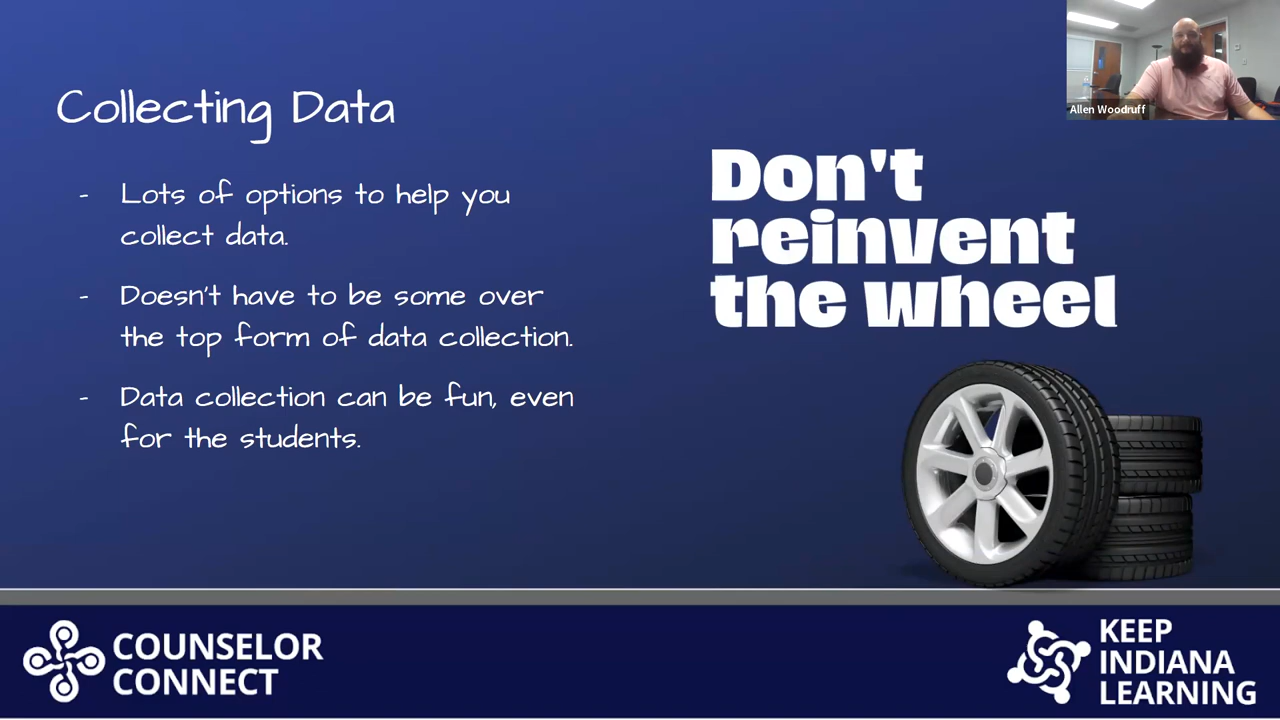 Allen Woodruff
Collecting Data
- Lots of options to help you
collect data.
- Doesn't have to be some over
the top form of data collection.
- Data collection can be fun, even
for the students.
Don't
reinvent
the wheel
COUNSELOR
CONNECT
KEEP
INDIANA
LEARNING